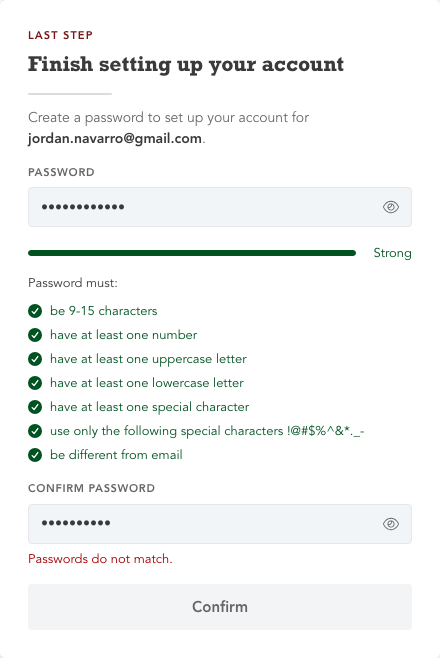 LAST STEP
Finish setting up your account
Create a password to set up your account for
jordan.navarro@gmail.com.
PASSWORD
••••••••••••
Strong
Password must:
be 9-15 characters
have at least one number
have at least one uppercase letter
have at least one lowercase letter
have at least one special character
use only the following special characters !@#$%^&*._-
be different from email
CONFIRM PASSWORD
••••••••••
Passwords do not match.
Confirm